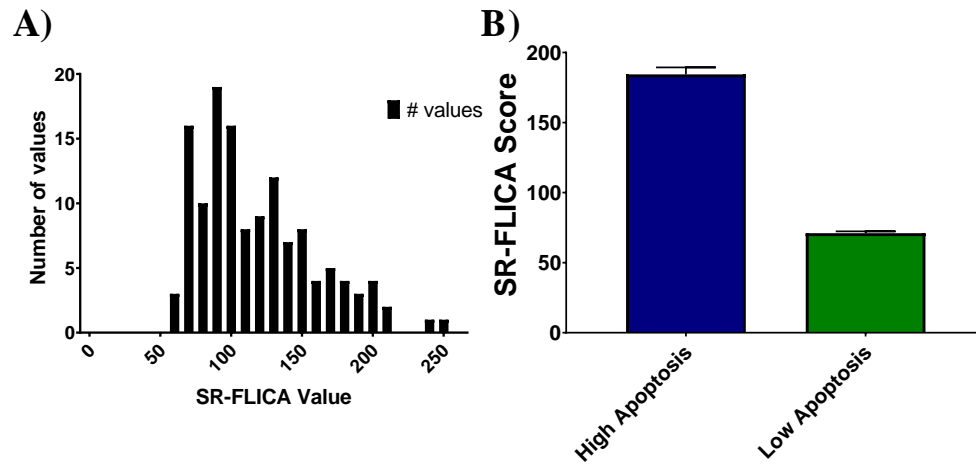 A)
20
15
10
5
0
Number of values
# values
0
50
100
150
200
250
SR-FLICA Value
B)
200
150
100
50
0
SR-FLICA Score
High Apoptosis
Low Apoptosis